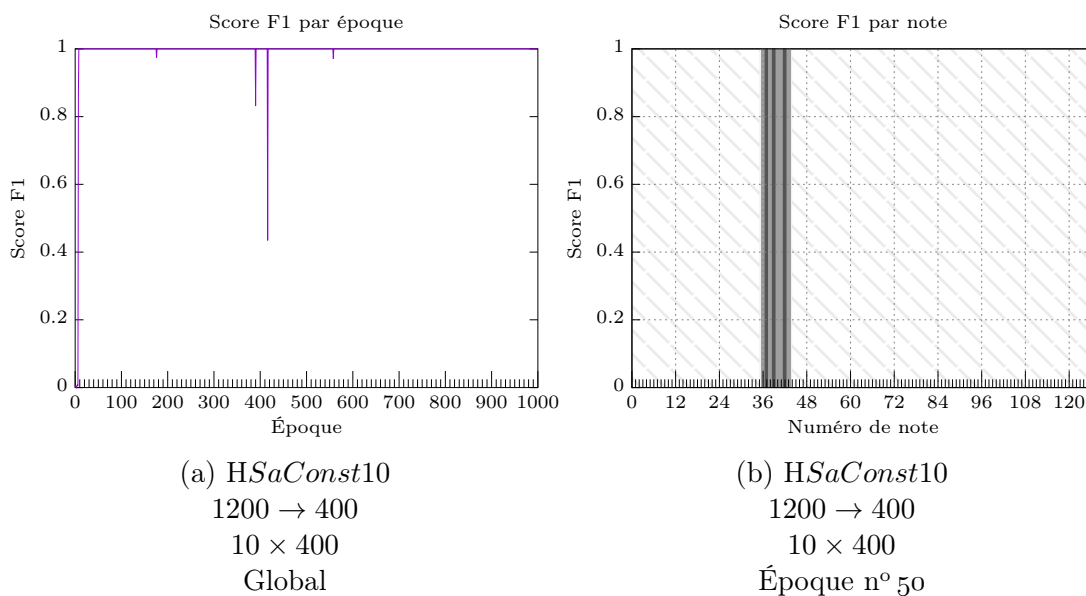 Score F1 par époque
1
0.8
0.6
0.4
0.2
0
Score F1
0 100 200 300 400 500 600 700 800 900 1000
Époque
(a) HSaConst10
1200 → 400
10 × 400
Global
Score F1 par note
1
0.8
0.6
0.4
0.2
0
Score F1
0 12 24 36 48 60 72 84 96 108 120
Numéro de note
(b) HSaConst10
1200 → 400
10 × 400
Époque nº 50